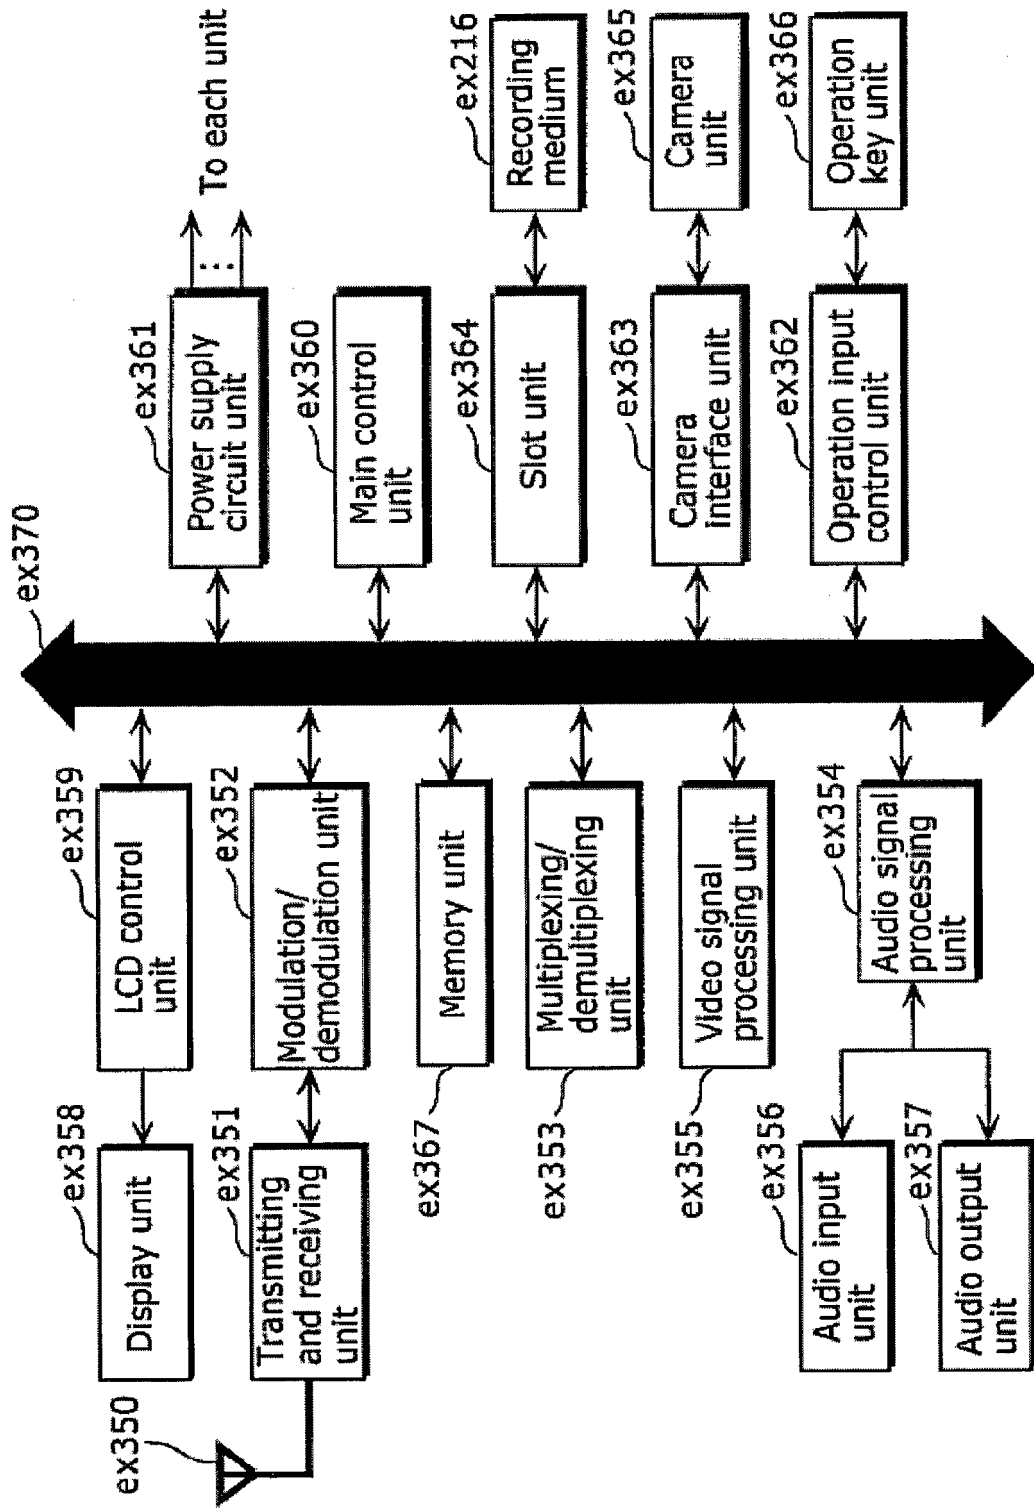 ex350
ex358
Display unit
ex359
LCD control
unit
ex351
Transmitting
and receiving
unit
ex352
Modulation/
demodulation unit
ex367
Memory unit
ex353
Multiplexing/
demultiplexing
unit
ex355
Video signal
processing unit
ex356
Audio input
unit
ex357
Audio output
unit
ex354
Audio signal
processing
unit
ex370
ex361
Power supply
circuit unit
To each unit
ex360
Main control
unit
ex364
Slot unit
ex216
Recording
medium
ex363
Camera
interface unit
ex365
Camera
unit
ex362
Operation input
control unit
ex366
Operation
key unit